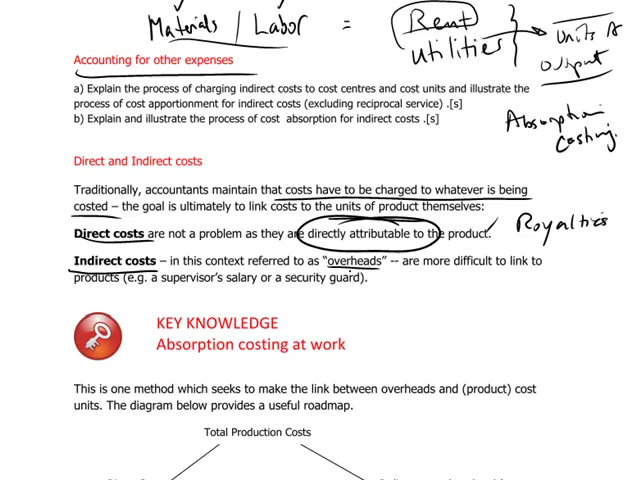 Materials / Labor = Rent
utilities
units of
output
Accounting for other expenses
Absorption
costing.
a) Explain the process of charging indirect costs to cost centres and cost units and illustrate the
process of cost apportionment for indirect costs (excluding reciprocal service) .[s]
b) Explain and illustrate the process of cost absorption for indirect costs .[s]
Direct and Indirect costs
Traditionally, accountants maintain that costs have to be charged to whatever is being
costed – the goal is ultimately to link costs to the units of product themselves:
Royalties
Direct costs are not a problem as they are directly attributable to the product.
Indirect costs – in this context referred to as “overheads” -- are more difficult to link to
products (e.g. a supervisor’s salary or a security guard).
KEY KNOWLEDGE
Absorption costing at work
This is one method which seeks to make the link between overheads and (product) cost
units. The diagram below provides a useful roadmap.
Total Production Costs